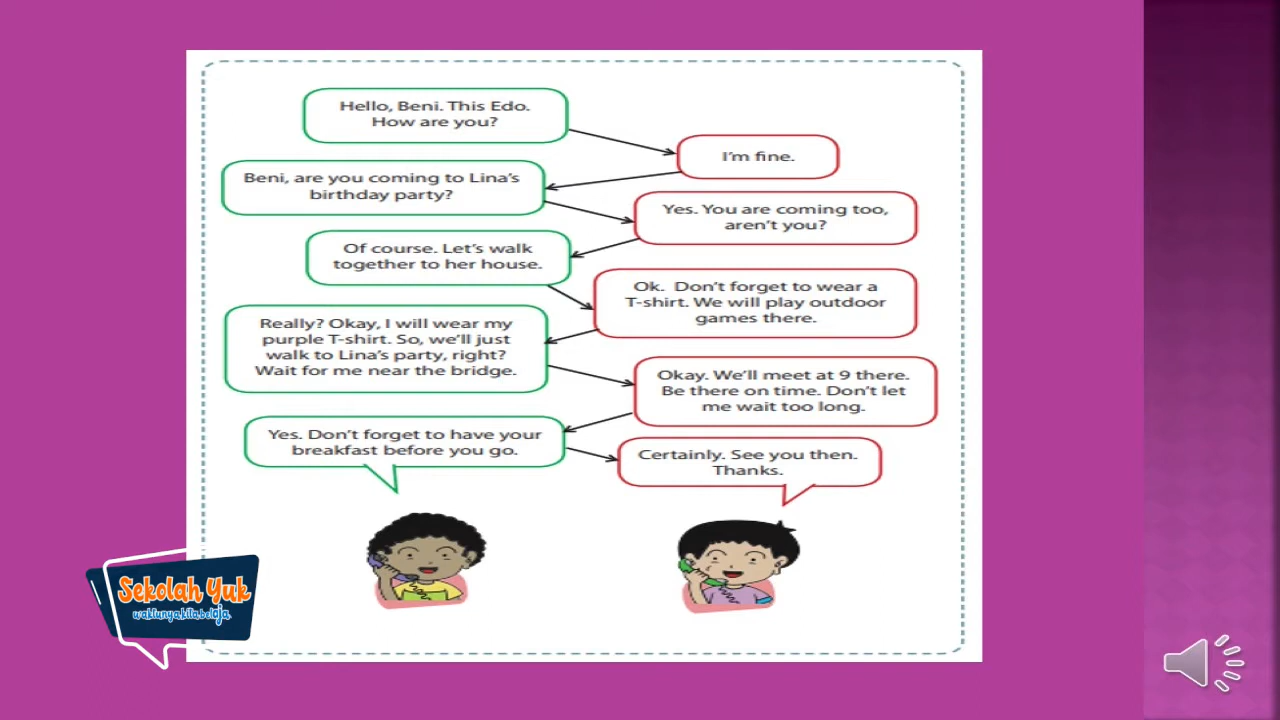 Hello, Beni. This Edo.
How are you?
I'm fine.
Beni, are you coming to Lina's
birthday party?
Yes. You are coming too,
aren't you?
Of course. Let's walk
together to her house.
Ok.  Don't forget to wear a
T-shirt. We will play outdoor
games there.
Really? Okay, I will wear my
purple T-shirt. So, we'll just
walk to Lina's party, right?
Wait for me near the bridge.
Okay. We'll meet at 9 there.
Be there on time. Don't let
me wait too long.
Yes. Don't forget to have your
breakfast before you go.
Certainly. See you then.
Thanks.
Sekolah Yuk